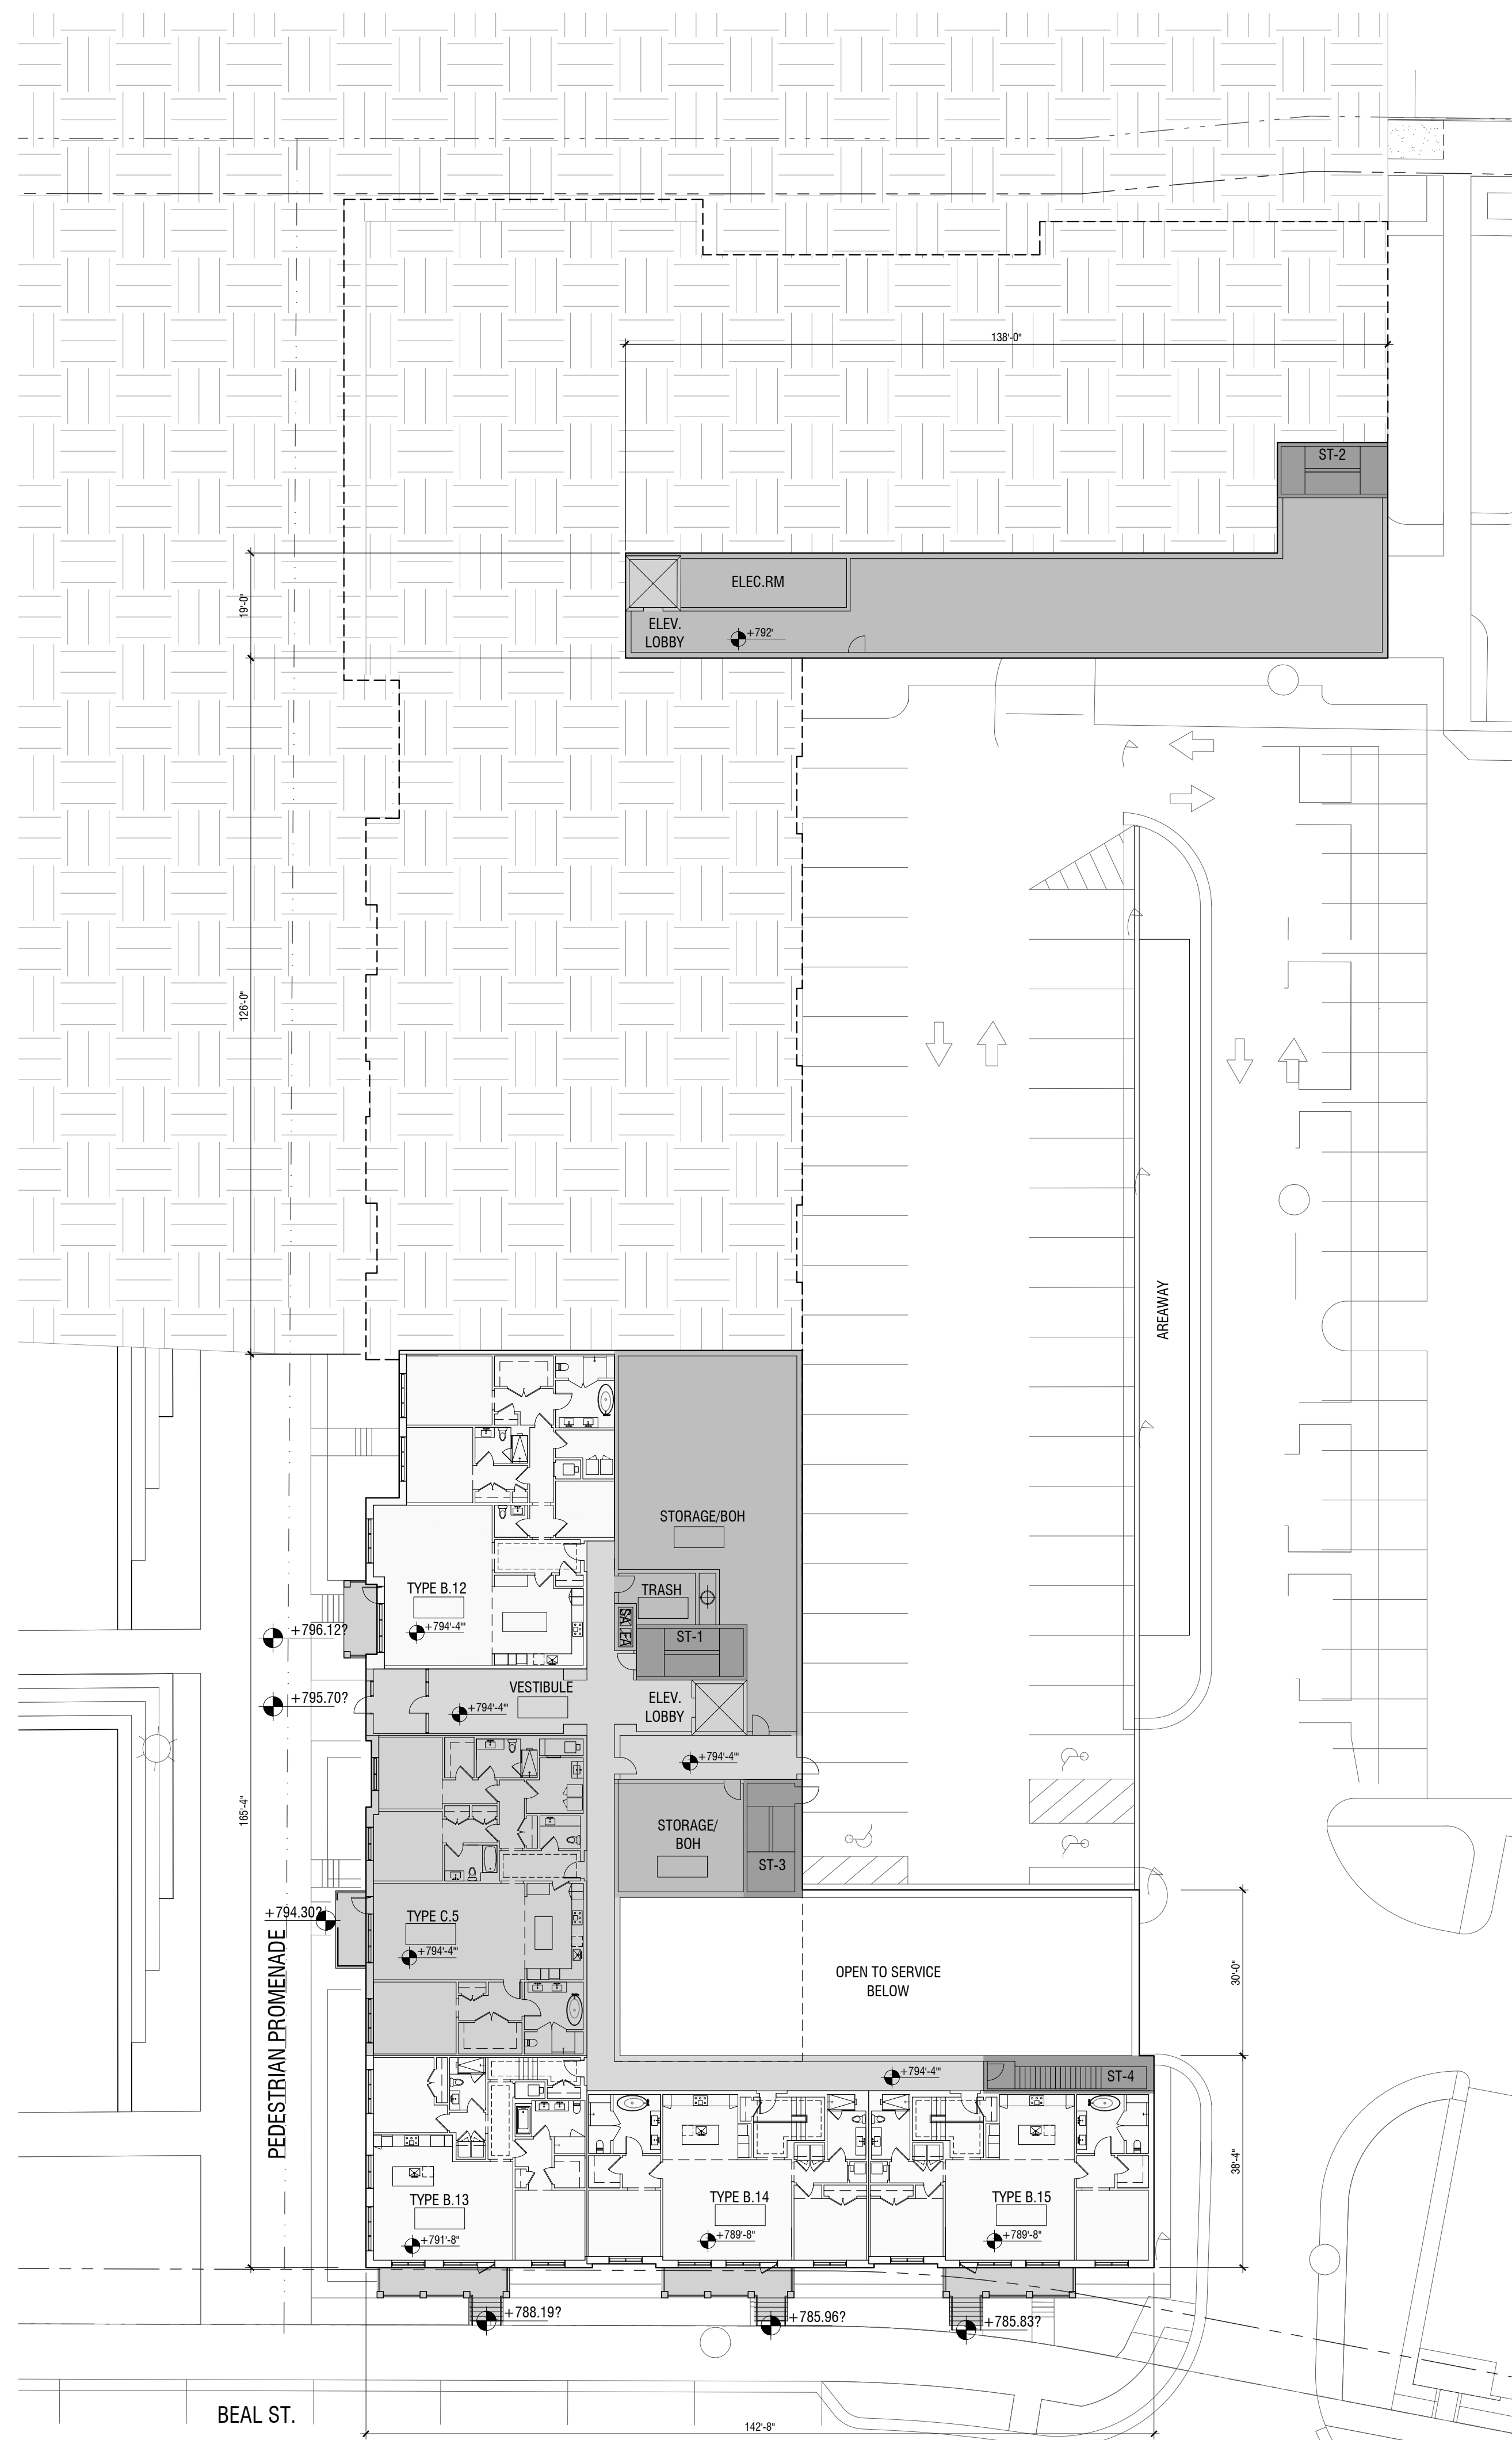 138'-0"
ST-2
19'-0"
ELEC.RM
ELEV.
LOBBY
+792'
126'-0"
AREAWAY
STORAGE/BOH
TYPE B.12
TRASH
+794'-4"'
+796.12?
ST-1
VESTIBULE
ELEV.
LOBBY
+795.70?
+794'-4"'
+794'-4"'
165'-4"
STORAGE/
BOH
ST-3
+794.30?
TYPE C.5
+794'-4"'
OPEN TO SERVICE
BELOW
30'-0"
PEDESTRIAN PROMENADE
+794'-4"'
ST-4
38'-4"
TYPE B.13
TYPE B.14
TYPE B.15
+791'-8"
+789'-8"
+789'-8"
+788.19?
+785.96?
+785.83?
BEAL ST.
142'-8"